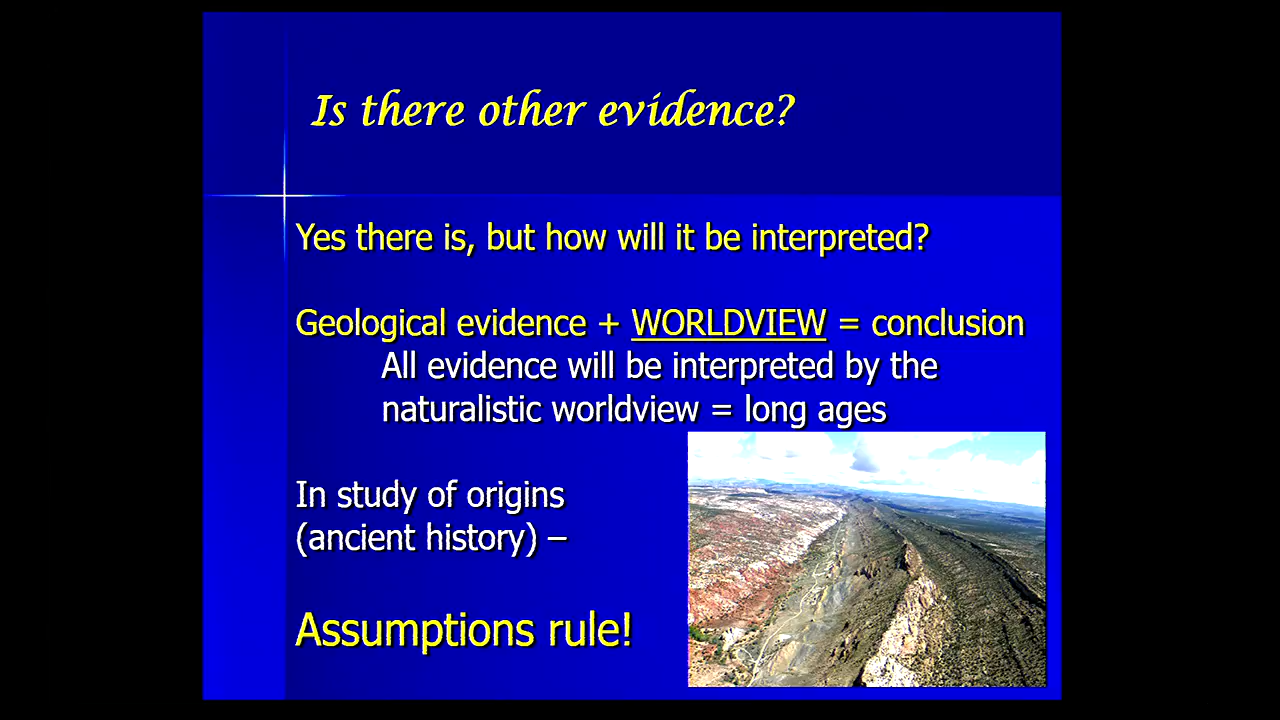 Is there other evidence?
Yes there is, but how will it be interpreted?
Geological evidence + WORLDVIEW = conclusion
All evidence will be interpreted by the
naturalistic worldview = long ages
In study of origins
(ancient history) –
Assumptions rule!